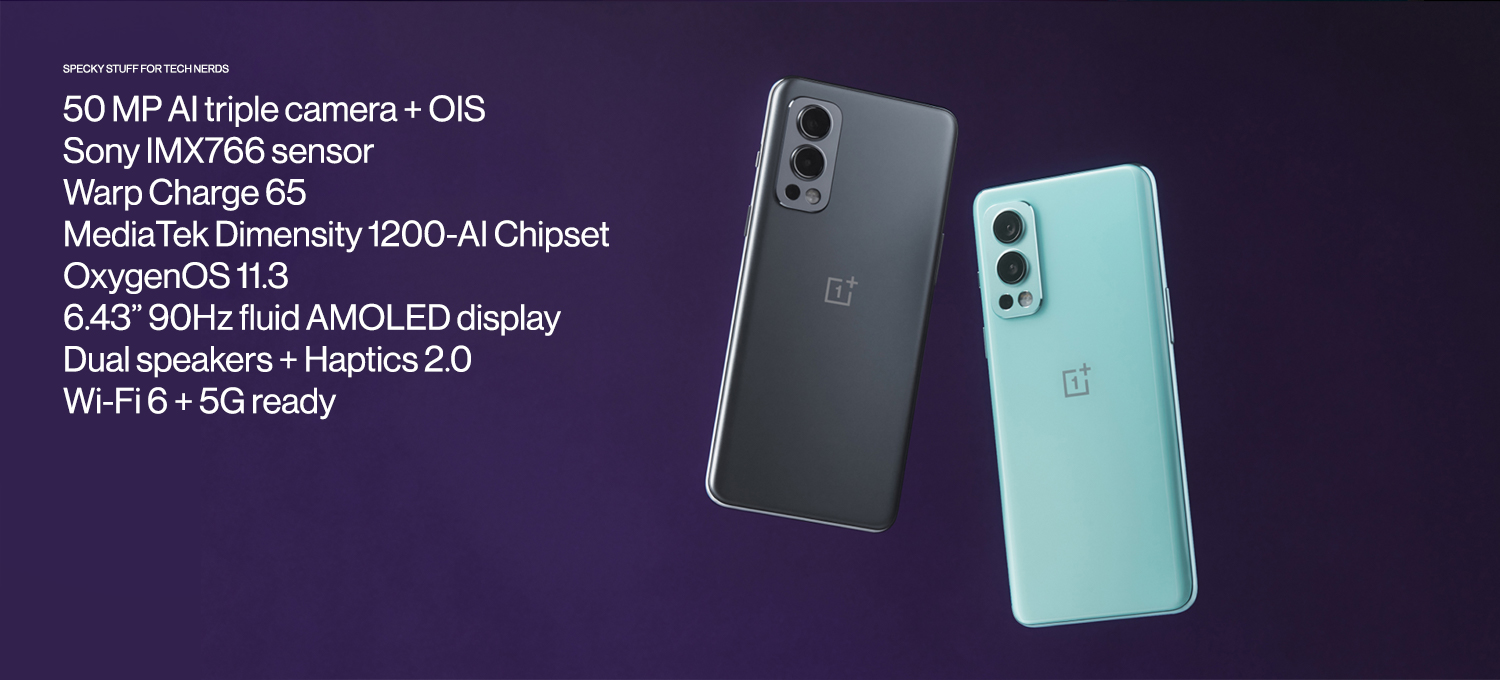 SPECKY STUFF FOR TECH NERDS
50 MP AI triple camera + OIS
Sony IMX766 sensor
Warp Charge 65
MediaTek Dimensity 1200-AI Chipset
OxygenOS 11.3
6.43” 90Hz fluid AMOLED display
Dual speakers + Haptics 2.0
Wi-Fi 6 + 5G ready
1+
1+